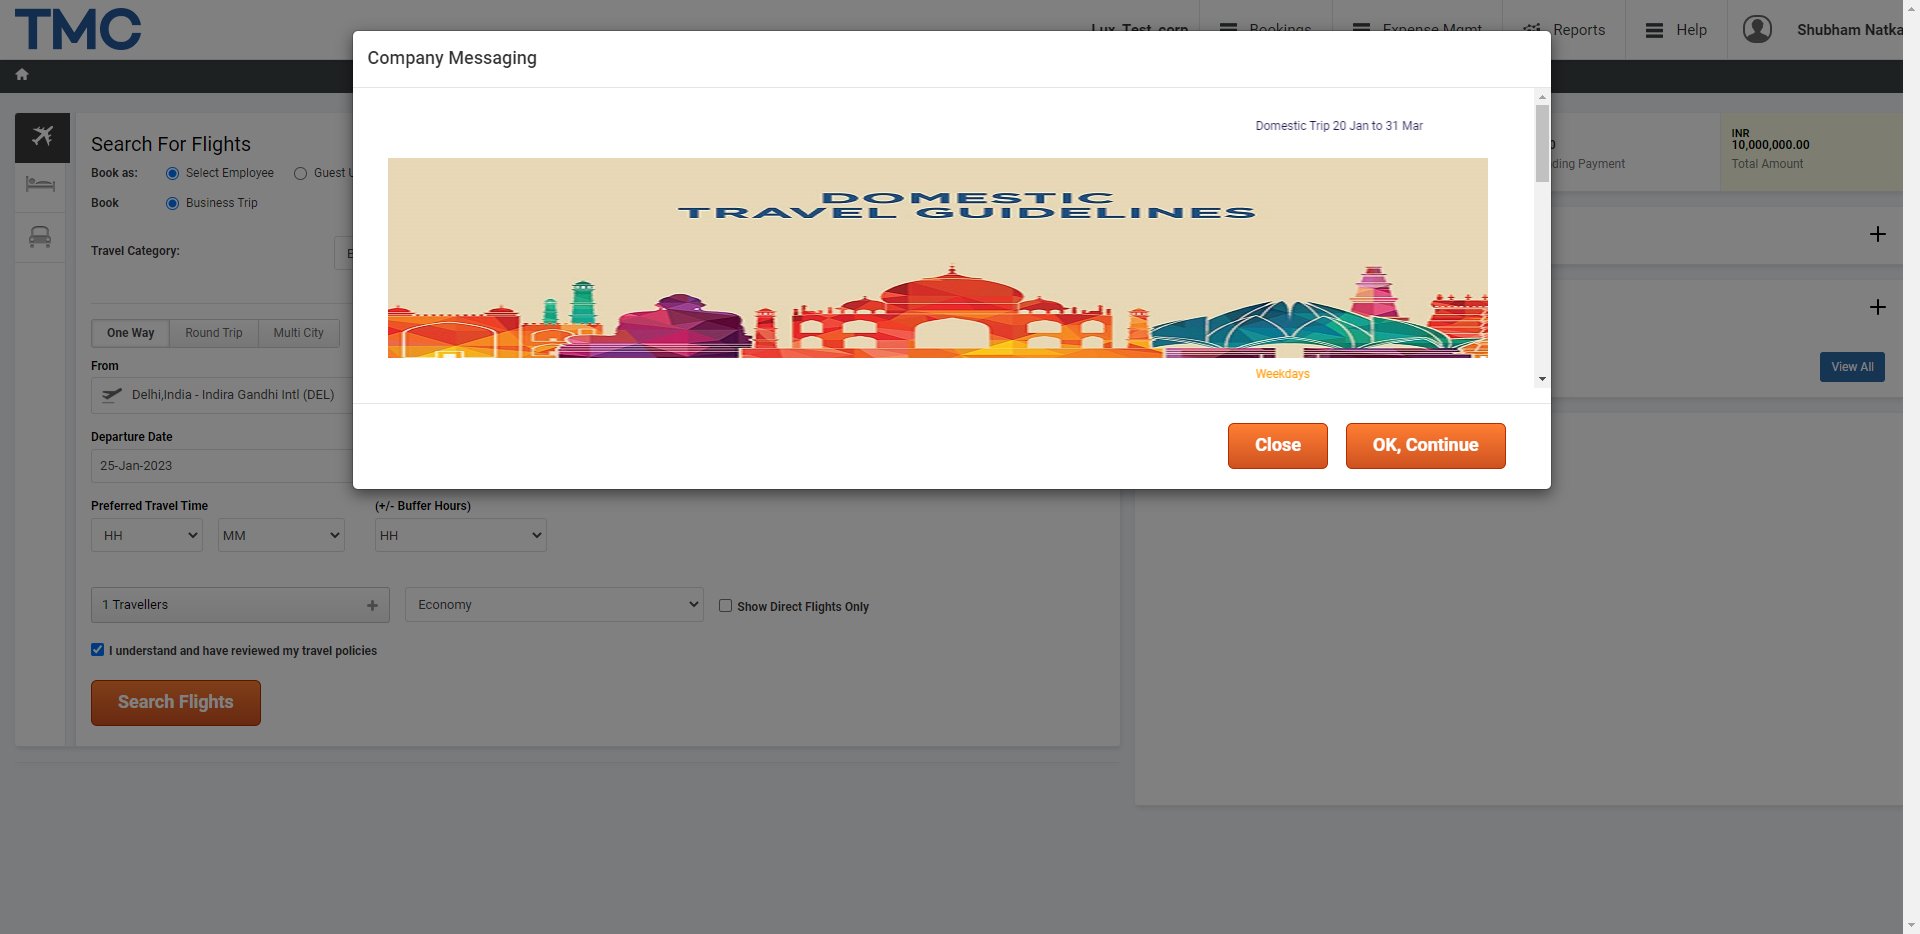 TMC
Lux_Test_corp
Bookings
Expense Mgmt
Reports
Help
Shubham Natka
Company Messaging
Domestic Trip 20 Jan to 31 Mar
DOMESTIC
TRAVEL GUIDELINES
Weekdays
Close
OK, Continue
Search For Flights
Book as:
Select Employee
Guest U
Book
Business Trip
Travel Category:
One Way
Round Trip
Multi City
From
Delhi,India - Indira Gandhi Intl (DEL)
Departure Date
25-Jan-2023
Preferred Travel Time
(+/- Buffer Hours)
HH
MM
HH
1 Travellers
Economy
Show Direct Flights Only
I understand and have reviewed my travel policies
Search Flights
ding Payment
INR
10,000,000.00
Total Amount
View All